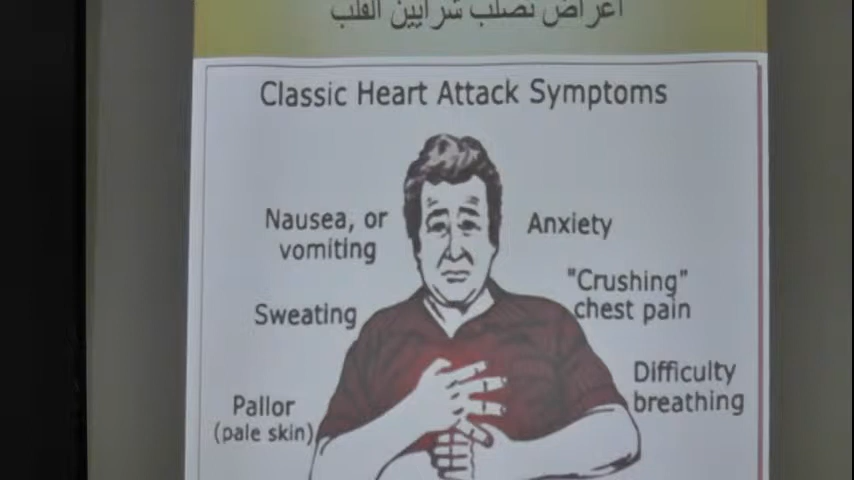 أعراض تصلب شرايين القلب
Classic Heart Attack Symptoms
Nausea, or
vomiting
Anxiety
"Crushing"
chest pain
Sweating
Difficulty
breathing
Pallor
(pale skin)